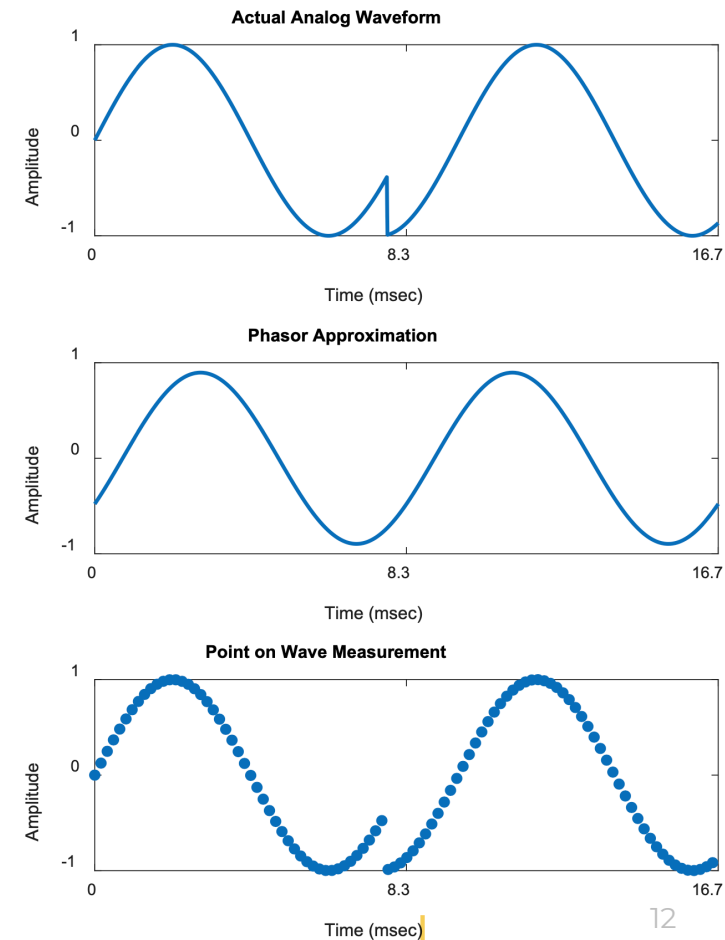 Actual Analog Waveform
1
0
-1
Amplitude
0 8.3 16.7
Time (msec)
Phasor Approximation
1
0
-1
Amplitude
0 8.3 16.7
Time (msec)
Point on Wave Measurement
1
0
-1
Amplitude
0 8.3 16.7
Time (msec)
12